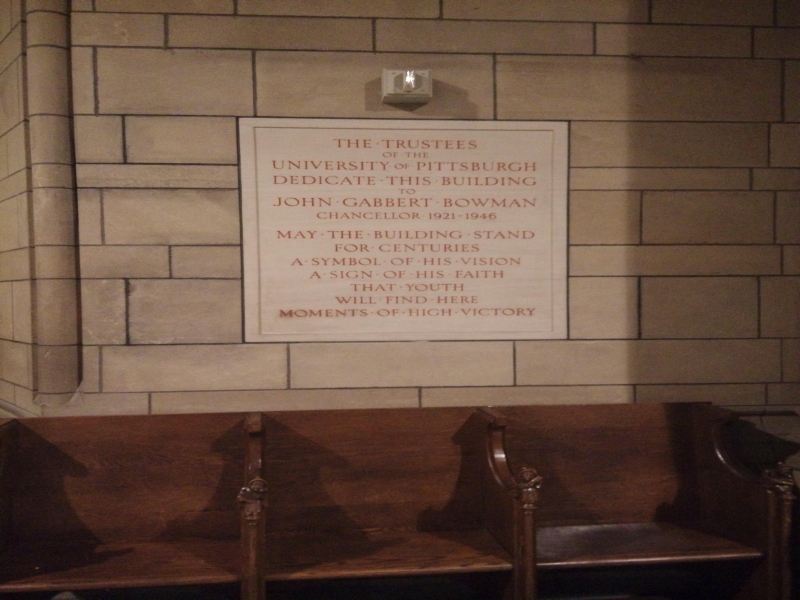 THE·TRUSTEES
OF THE
UNIVERSITY OF PITTSBURGH
DEDICATE·THIS·BUILDING
TO
JOHN·GABBERT·BOWMAN
CHANCELLOR·1921-1946
MAY·THE·BUILDING·STAND
FOR·CENTURIES
A·SYMBOL·OF·HIS·VISION
A·SIGN·OF·HIS·FAITH
THAT·YOUTH
WILL·FIND·HERE
MOMENTS·OF·HIGH·VICTORY